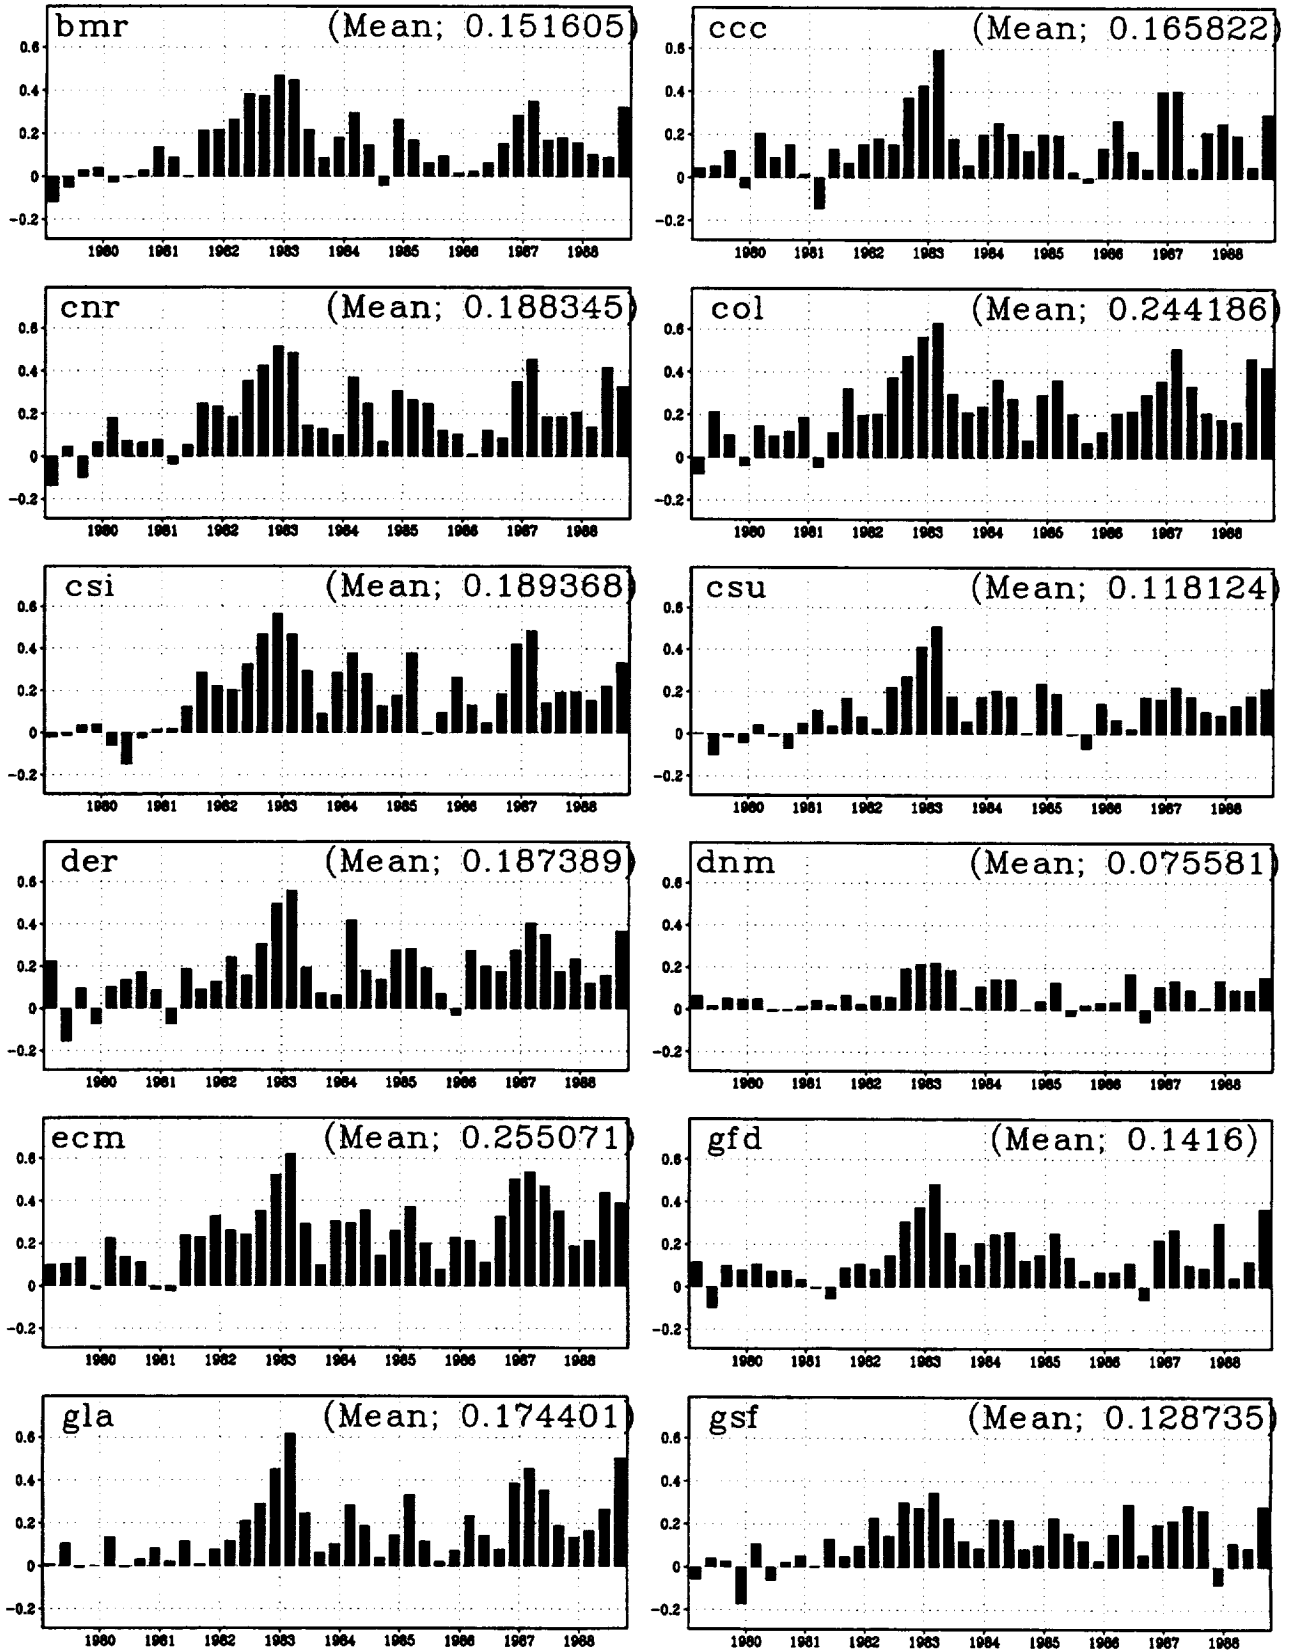 bmr (Mean; 0.151605)
0.6
0.4
0.2
0
-0.2
1980 1981 1982 1983 1984 1985 1986 1987 1988
ccc (Mean; 0.165822)
0.6
0.4
0.2
0
-0.2
1980 1981 1982 1983 1984 1985 1986 1987 1988
cnr (Mean; 0.188345)
0.6
0.4
0.2
0
-0.2
1980 1981 1982 1983 1984 1985 1986 1987 1988
col (Mean; 0.244186)
0.6
0.4
0.2
0
-0.2
1980 1981 1982 1983 1984 1985 1986 1987 1988
csi (Mean; 0.189368)
0.6
0.4
0.2
0
-0.2
1980 1981 1982 1983 1984 1985 1986 1987 1988
csu (Mean; 0.118124)
0.6
0.4
0.2
0
-0.2
1980 1981 1982 1983 1984 1985 1986 1987 1988
der (Mean; 0.187389)
0.6
0.4
0.2
0
-0.2
1980 1981 1982 1983 1984 1985 1986 1987 1988
dnm (Mean; 0.075581)
0.6
0.4
0.2
0
-0.2
1980 1981 1982 1983 1984 1985 1986 1987 1988
ecm (Mean; 0.255071)
0.6
0.4
0.2
0
-0.2
1980 1981 1982 1983 1984 1985 1986 1987 1988
gfd (Mean; 0.1416)
0.6
0.4
0.2
0
-0.2
1980 1981 1982 1983 1984 1985 1986 1987 1988
gla (Mean; 0.174401)
0.6
0.4
0.2
0
-0.2
1980 1981 1982 1983 1984 1985 1986 1987 1988
gsf (Mean; 0.128735)
0.6
0.4
0.2
0
-0.2
1980 1981 1982 1983 1984 1985 1986 1987 1988